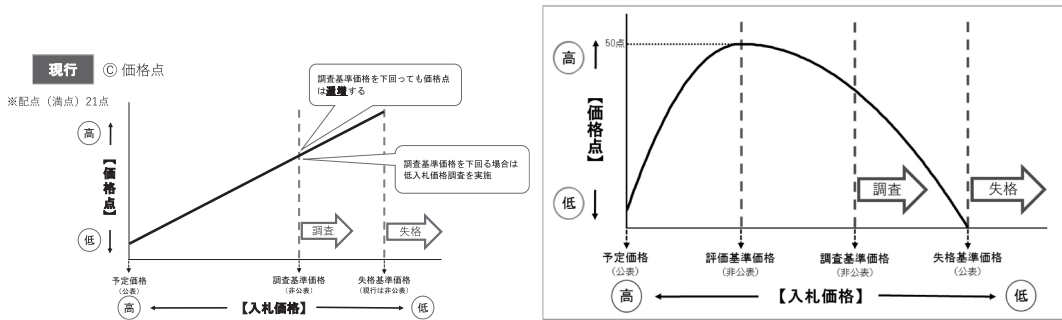 現行 Ⓒ 価格点
※配点（満点）21点
調査基準価格を下回っても価格点
は逓増する
調査基準価格を下回る場合は
低入札価格調査を実施
高
【価格点】
低
調査
失格
予定価格
（公表）
調査基準価格
（非公表）
失格基準価格
（現行は非公表）
高
【入札価格】
低
50点
高
【価格点】
低
調査
失格
予定価格
（公表）
評価基準価格
（非公表）
調査基準価格
（非公表）
失格基準価格
（公表）
高
【入札価格】
低